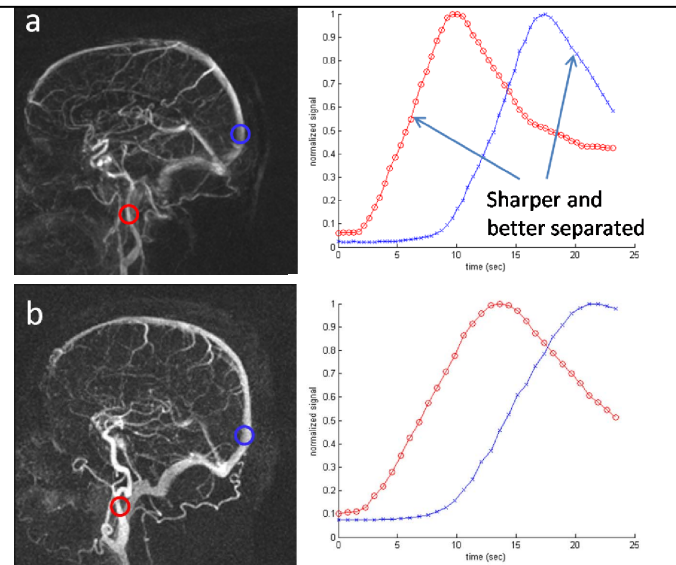 a
normalized signal
1
0.9
0.8
0.7
0.6
0.5
0.4
0.3
0.2
0.1
0
0 5 10 15 20 25
time (sec)
Sharper and
better separated
b
normalized signal
1
0.9
0.8
0.7
0.6
0.5
0.4
0.3
0.2
0.1
0
0 5 10 15 20 25
time (sec)